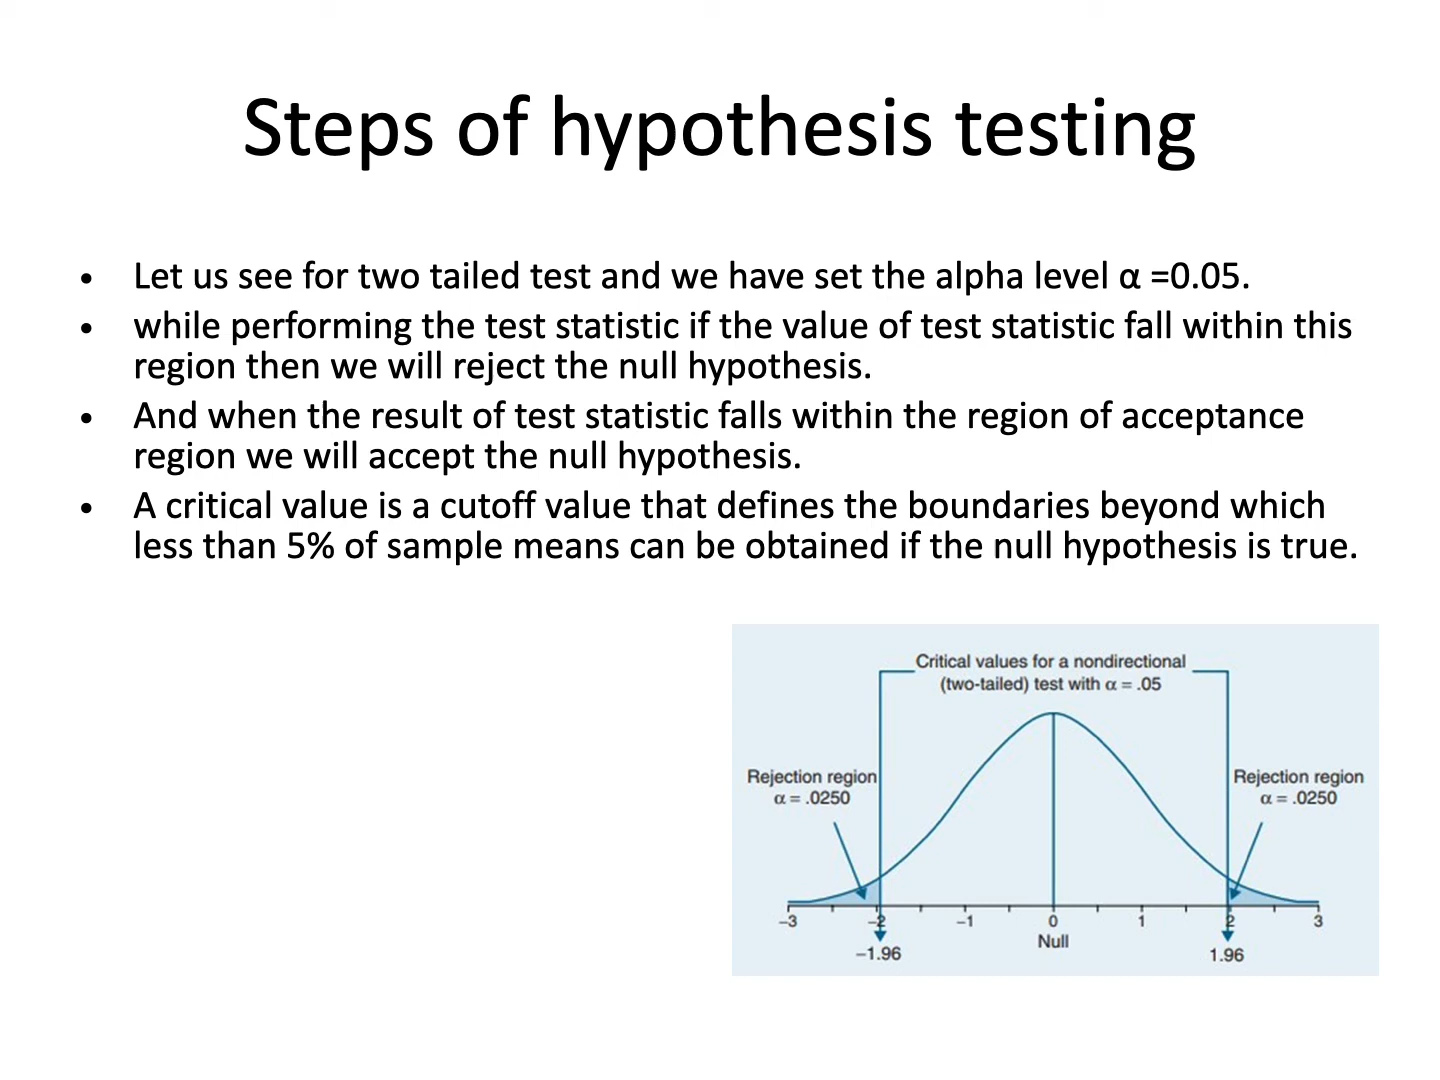 Steps of hypothesis testing
• Let us see for two tailed test and we have set the alpha level α =0.05.
• while performing the test statistic if the value of test statistic fall within this
region then we will reject the null hypothesis.
• And when the result of test statistic falls within the region of acceptance
region we will accept the null hypothesis.
• A critical value is a cutoff value that defines the boundaries beyond which
less than 5% of sample means can be obtained if the null hypothesis is true.
Critical values for a nondirectional
(two-tailed) test with α = .05
Rejection region
α = .0250
Rejection region
α = .0250
–3 –2 –1 0 1 2 3
Null
–1.96
1.96